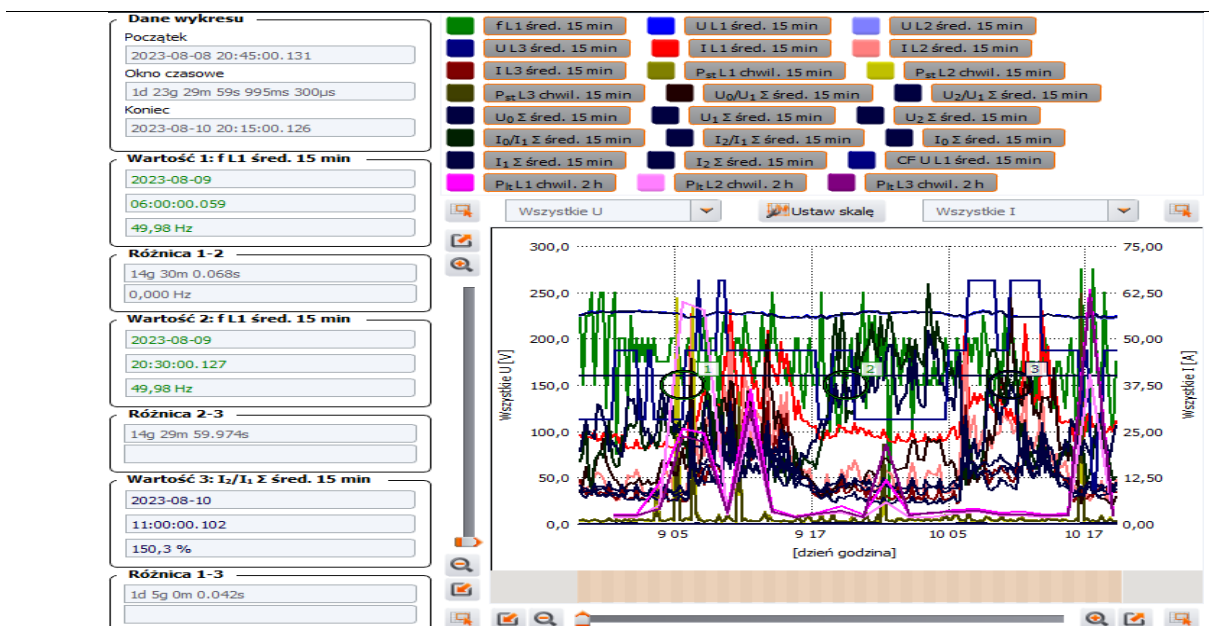 Dane wykresu
Początek
2023-08-08 20:45:00.131
Okno czasowe
1d 23g 29m 59s 995ms 300µs
Koniec
2023-08-10 20:15:00.126
Wartość 1: f L1 śred. 15 min
2023-08-09
06:00:00.059
49,98 Hz
Różnica 1-2
14g 30m 0.068s
0,000 Hz
Wartość 2: f L1 śred. 15 min
2023-08-09
20:30:00.127
49,98 Hz
Różnica 2-3
14g 29m 59.974s
Wartość 3: I₂/I₁ Σ śred. 15 min
2023-08-10
11:00:00.102
150,3 %
Różnica 1-3
1d 5g 0m 0.042s
f L1 śred. 15 min U L1 śred. 15 min U L2 śred. 15 min
U L3 śred. 15 min I L1 śred. 15 min I L2 śred. 15 min
I L3 śred. 15 min Pst L1 chwil. 15 min Pst L2 chwil. 15 min
Pst L3 chwil. 15 min U₀/U₁ Σ śred. 15 min U₂/U₁ Σ śred. 15 min
U₀ Σ śred. 15 min U₁ Σ śred. 15 min U₂ Σ śred. 15 min
I₀/I₁ Σ śred. 15 min I₂/I₁ Σ śred. 15 min I₀ Σ śred. 15 min
I₁ Σ śred. 15 min I₂ Σ śred. 15 min CF U L1 śred. 15 min
Plt L1 chwil. 2 h Plt L2 chwil. 2 h Plt L3 chwil. 2 h
Wszystkie U Ustaw skalę Wszystkie I
300,0 75,00
250,0 62,50
200,0 50,00
1 2 3
150,0 37,50
100,0 25,00
50,0 12,50
0,0 0,00
Wszystkie U [V]
Wszystkie I [A]
9 05 9 17 10 05 10 17
[dzień godzina]